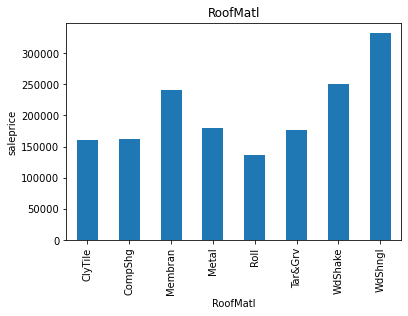 RoofMatl
saleprice
300000
250000
200000
150000
100000
50000
0
ClyTile
CompShg
Membran
Metal
Roll
Tar&Grv
WdShake
WdShngl
RoofMatl